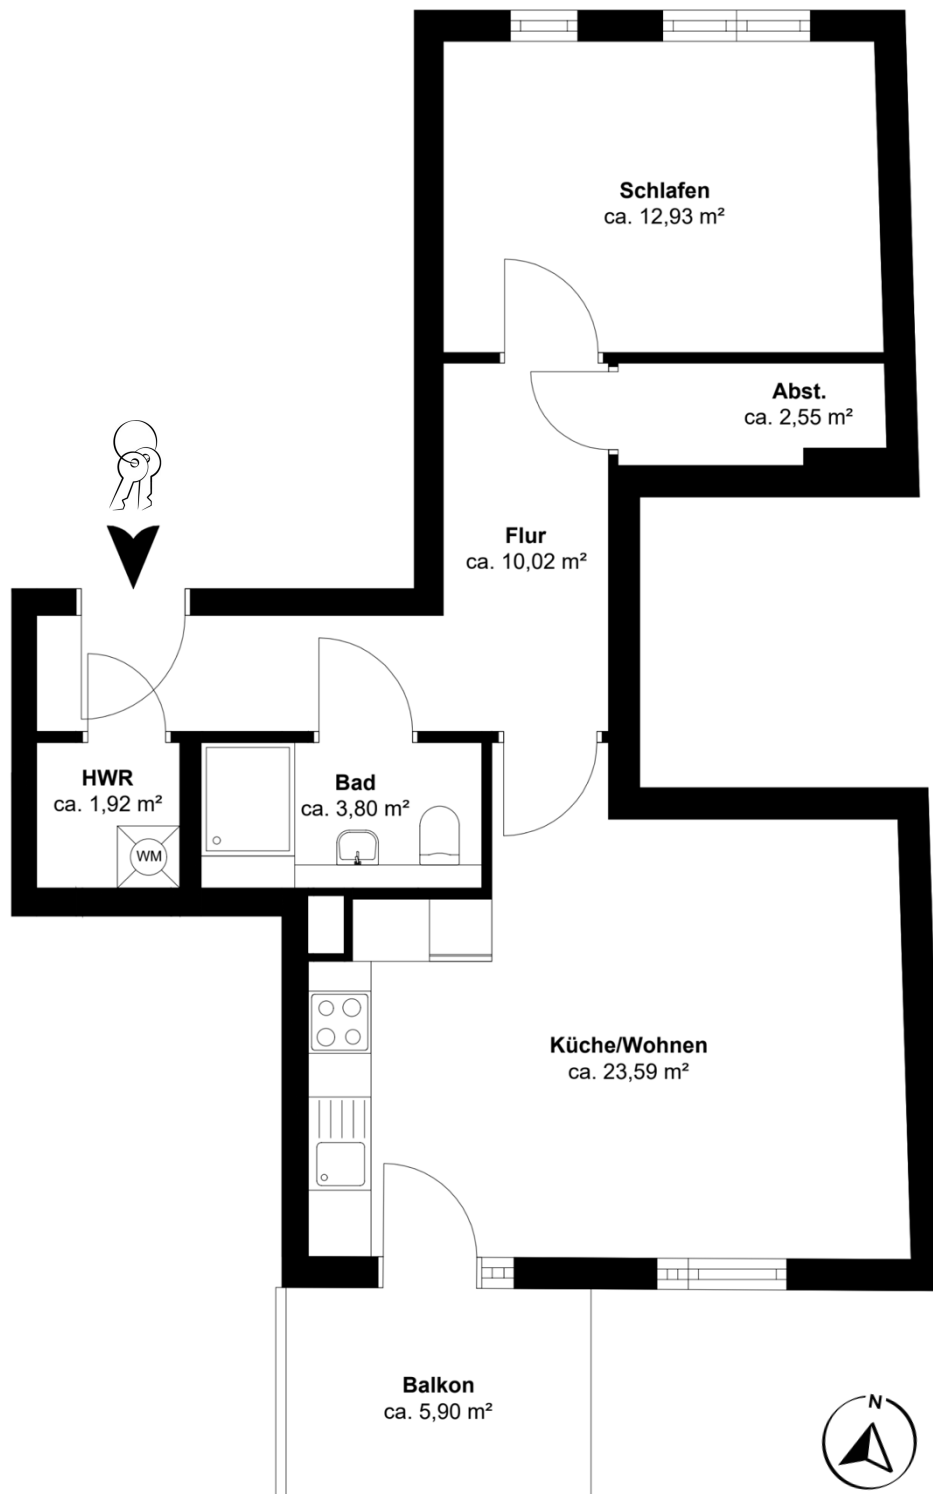 Schlafen
ca. 12,93 m²
Abst.
ca. 2,55 m²
Flur
ca. 10,02 m²
HWR
ca. 1,92 m²
WM
Bad
ca. 3,80 m²
Küche/Wohnen
ca. 23,59 m²
Balkon
ca. 5,90 m²
N